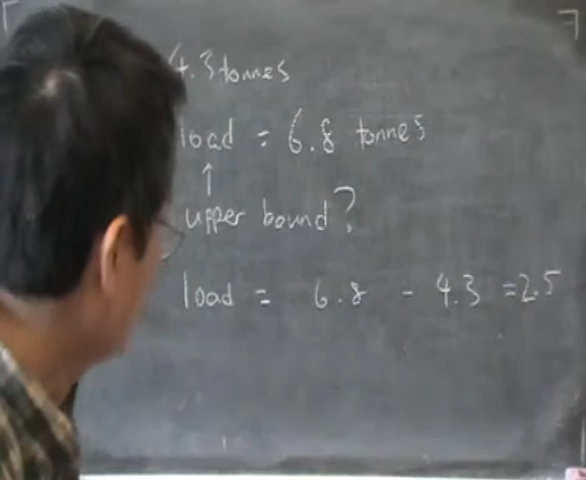 4.3 tonnes
load = 6.8 tonnes
↑
upper bound?
load = 6.8 - 4.3 = 2.5